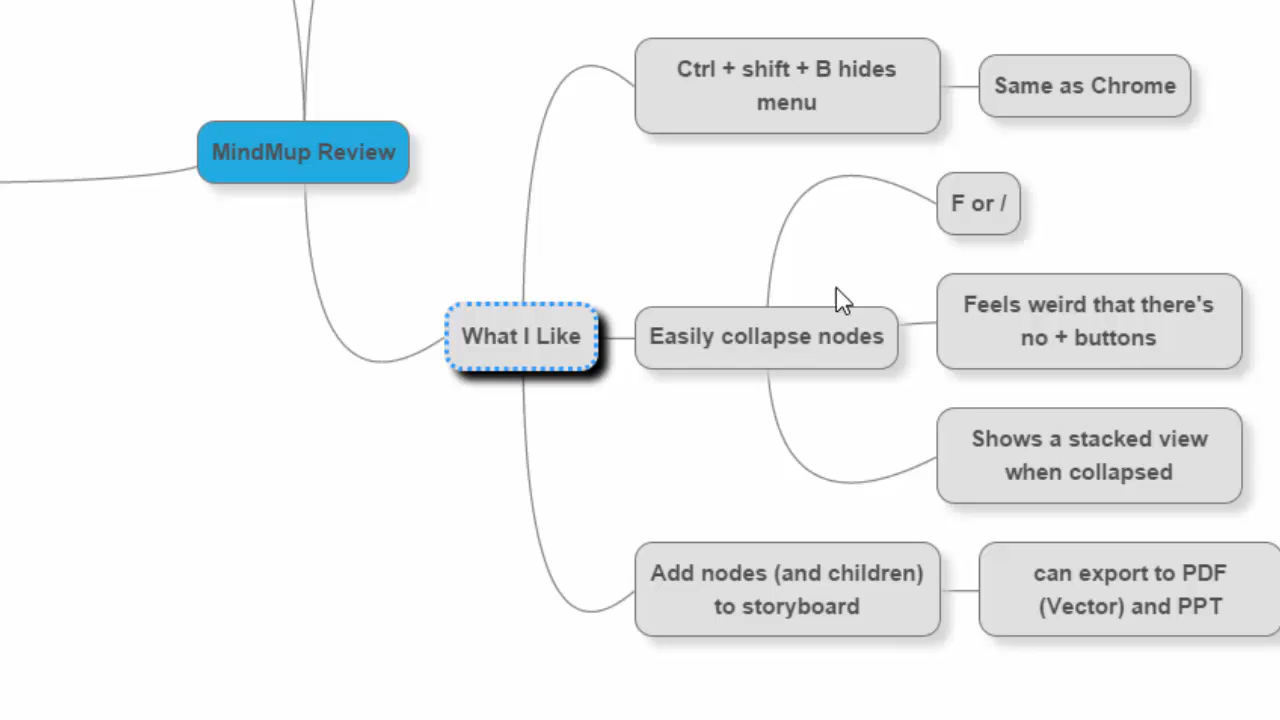 MindMup Review
What I Like
Ctrl + shift + B hides
menu
Same as Chrome
Easily collapse nodes
F or /
Feels weird that there's
no + buttons
Shows a stacked view
when collapsed
Add nodes (and children)
to storyboard
can export to PDF
(Vector) and PPT